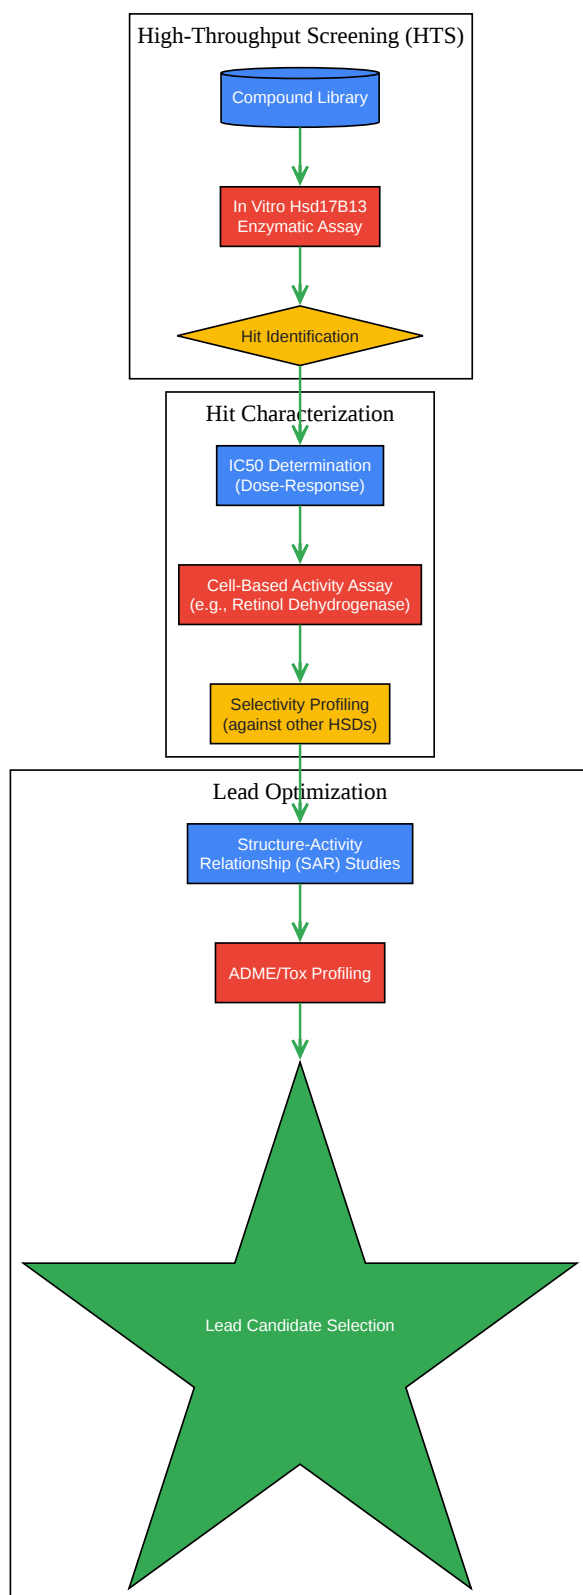 High-Throughput Screening (HTS)
Compound Library
In Vitro Hsd17B13
Enzymatic Assay
Hit Identification
Hit Characterization
IC50 Determination
(Dose-Response)
Cell-Based Activity Assay
(e.g., Retinol Dehydrogenase)
Selectivity Profiling
(against other HSDs)
Lead Optimization
Structure-Activity
Relationship (SAR) Studies
ADME/Tox Profiling
Lead Candidate Selection